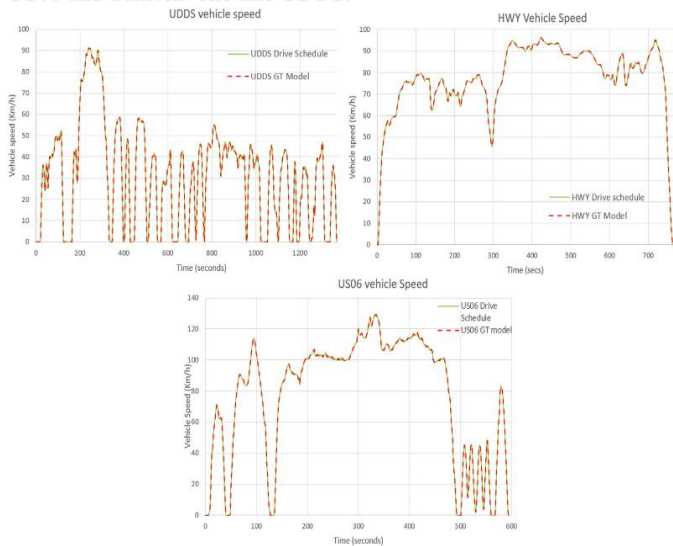 UDDS vehicle speed
100
90
80
70
60
50
40
30
20
10
0
Vehicle speed (Km/h)
UDDS Drive Schedule
UDDS GT Model
0 200 400 600 800 1000 1200
Time (seconds)
HWY Vehicle Speed
100
90
80
70
60
50
40
30
20
10
0
Vehicle speed (Km/h)
HWY Drive schedule
HWY GT Model
0 100 200 300 400 500 600 700
Time (secs)
US06 vehicle Speed
140
120
100
80
60
40
20
0
Vehicle Speed (Km/h)
US06 Drive
Schedule
US06 GT model
0 100 200 300 400 500 600
Time (seconds)